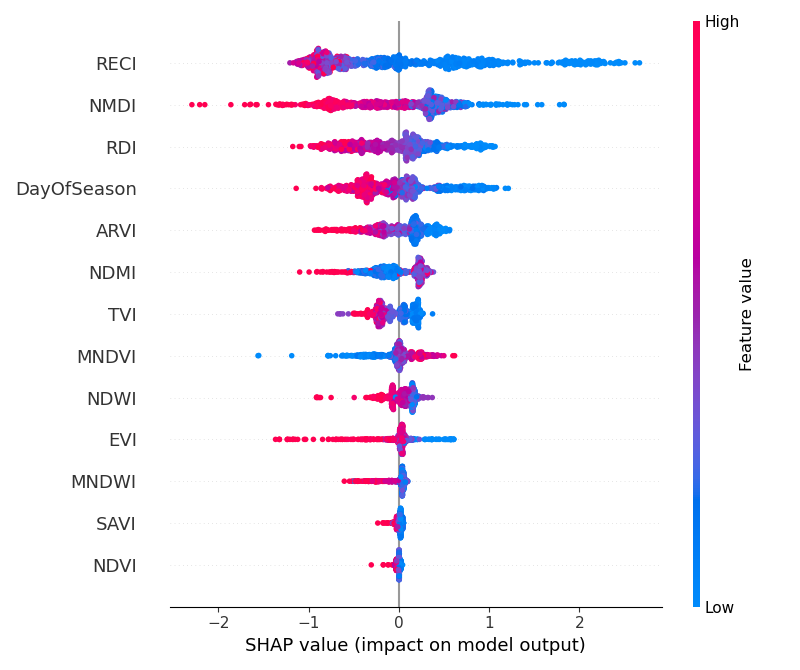 High
RECI
NMDI
RDI
DayOfSeason
ARVI
NDMI
TVI
MNDVI
NDWI
EVI
MNDWI
SAVI
NDVI
Feature value
Low
−2 −1 0 1 2
SHAP value (impact on model output)